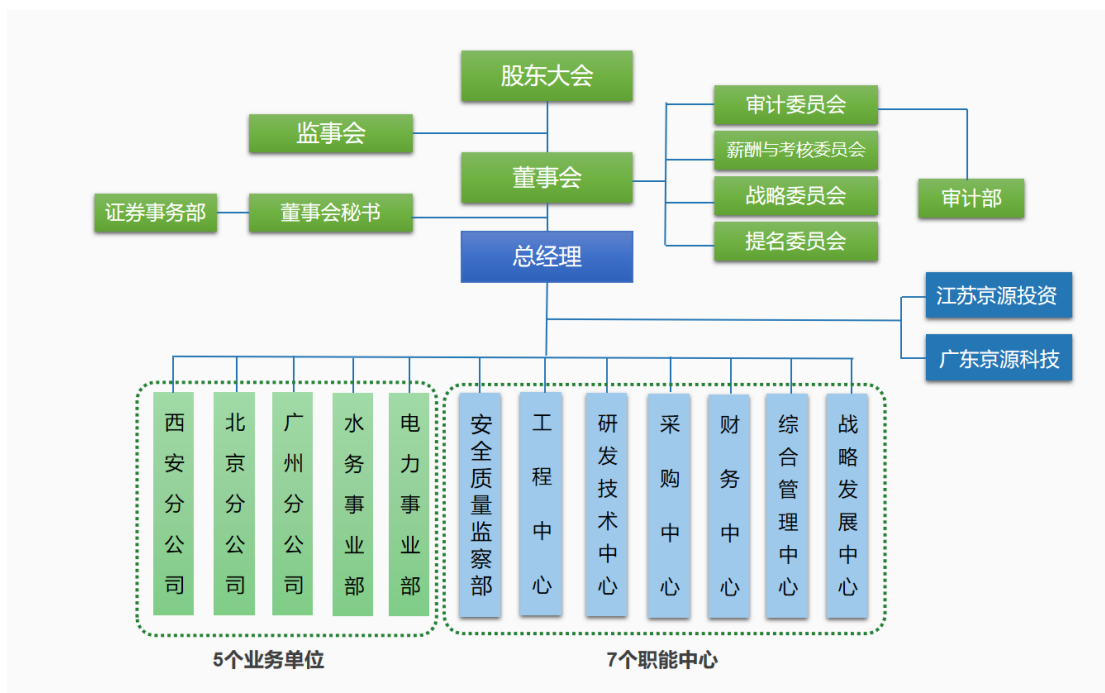 股东大会
监事会
董事会
审计委员会
薪酬与考核委员会
战略委员会
提名委员会
审计部
证券事务部
董事会秘书
总经理
江苏京源投资
广东京源科技
西安分公司
北京分公司
广州分公司
水务事业部
电力事业部
安全质量监察部
工程中心
研发技术中心
采购中心
财务中心
综合管理中心
战略发展中心
5个业务单位
7个职能中心